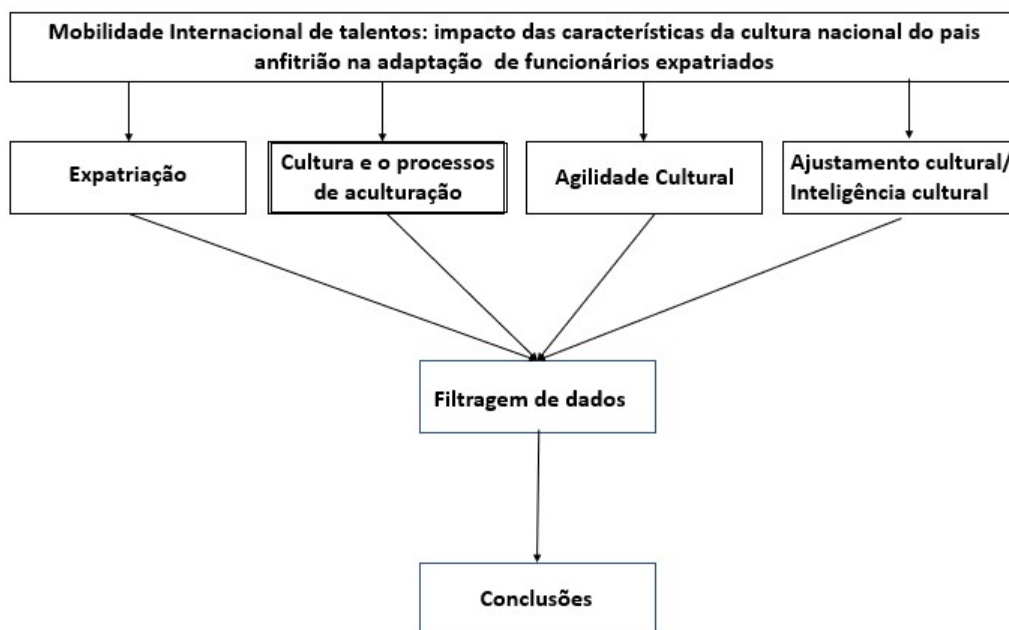 Mobilidade Internacional de talentos: impacto das características da cultura nacional do pais
anfitrião na adaptação de funcionários expatriados
Expatriação
Cultura e o processos
de aculturação
Agilidade Cultural
Ajustamento cultural/
Inteligência cultural
Filtragem de dados
Conclusões